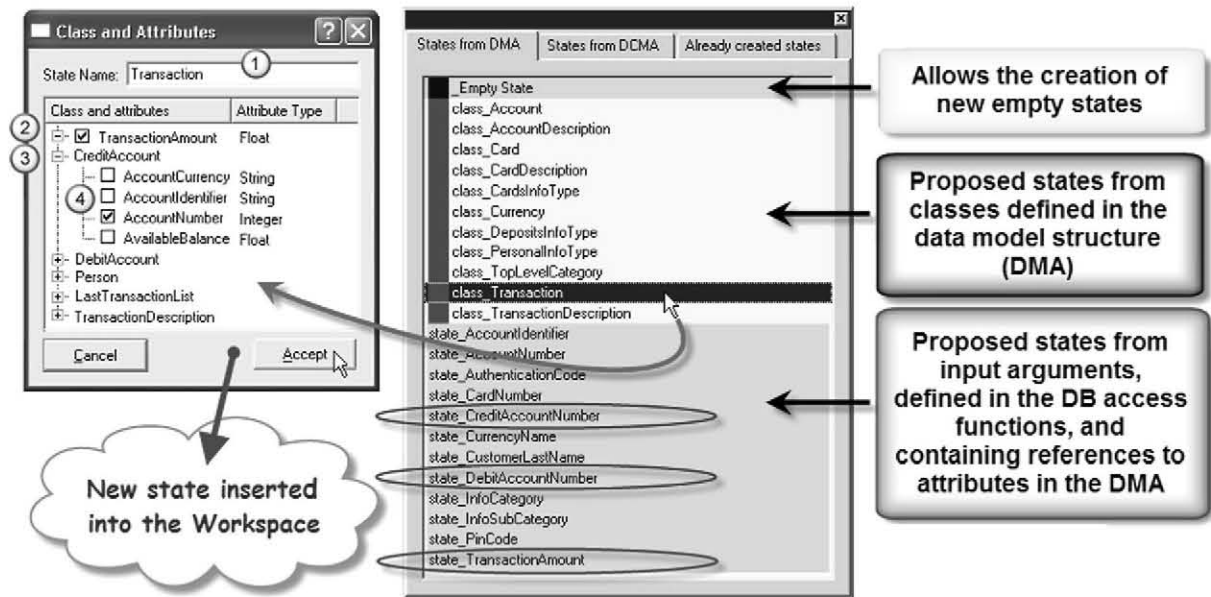 Class and Attributes
State Name: Transaction
1
Class and attributes Attribute Type
2
TransactionAmount Float
3
CreditAccount
AccountCurrency String
4
AccountIdentifier String
AccountNumber Integer
AvailableBalance Float
DebitAccount
Person
LastTransactionList
TransactionDescription
Cancel Accept
New state inserted
into the Workspace
States from DMA States from DCMA Already created states
_Empty State
class_Account
class_AccountDescription
class_Card
class_CardDescription
class_CardsInfoType
class_Currency
class_DepositsInfoType
class_PersonalInfoType
class_TopLevelCategory
class_Transaction
class_TransactionDescription
state_AccountIdentifier
state_AccountNumber
state_AuthenticationCode
state_CardNumber
state_CreditAccountNumber
state_CurrencyName
state_CustomerLastName
state_DebitAccountNumber
state_InfoCategory
state_InfoSubCategory
state_PinCode
state_TransactionAmount
Allows the creation of
new empty states
Proposed states from
classes defined in the
data model structure
(DMA)
Proposed states from
input arguments,
defined in the DB access
functions, and
containing references to
attributes in the DMA